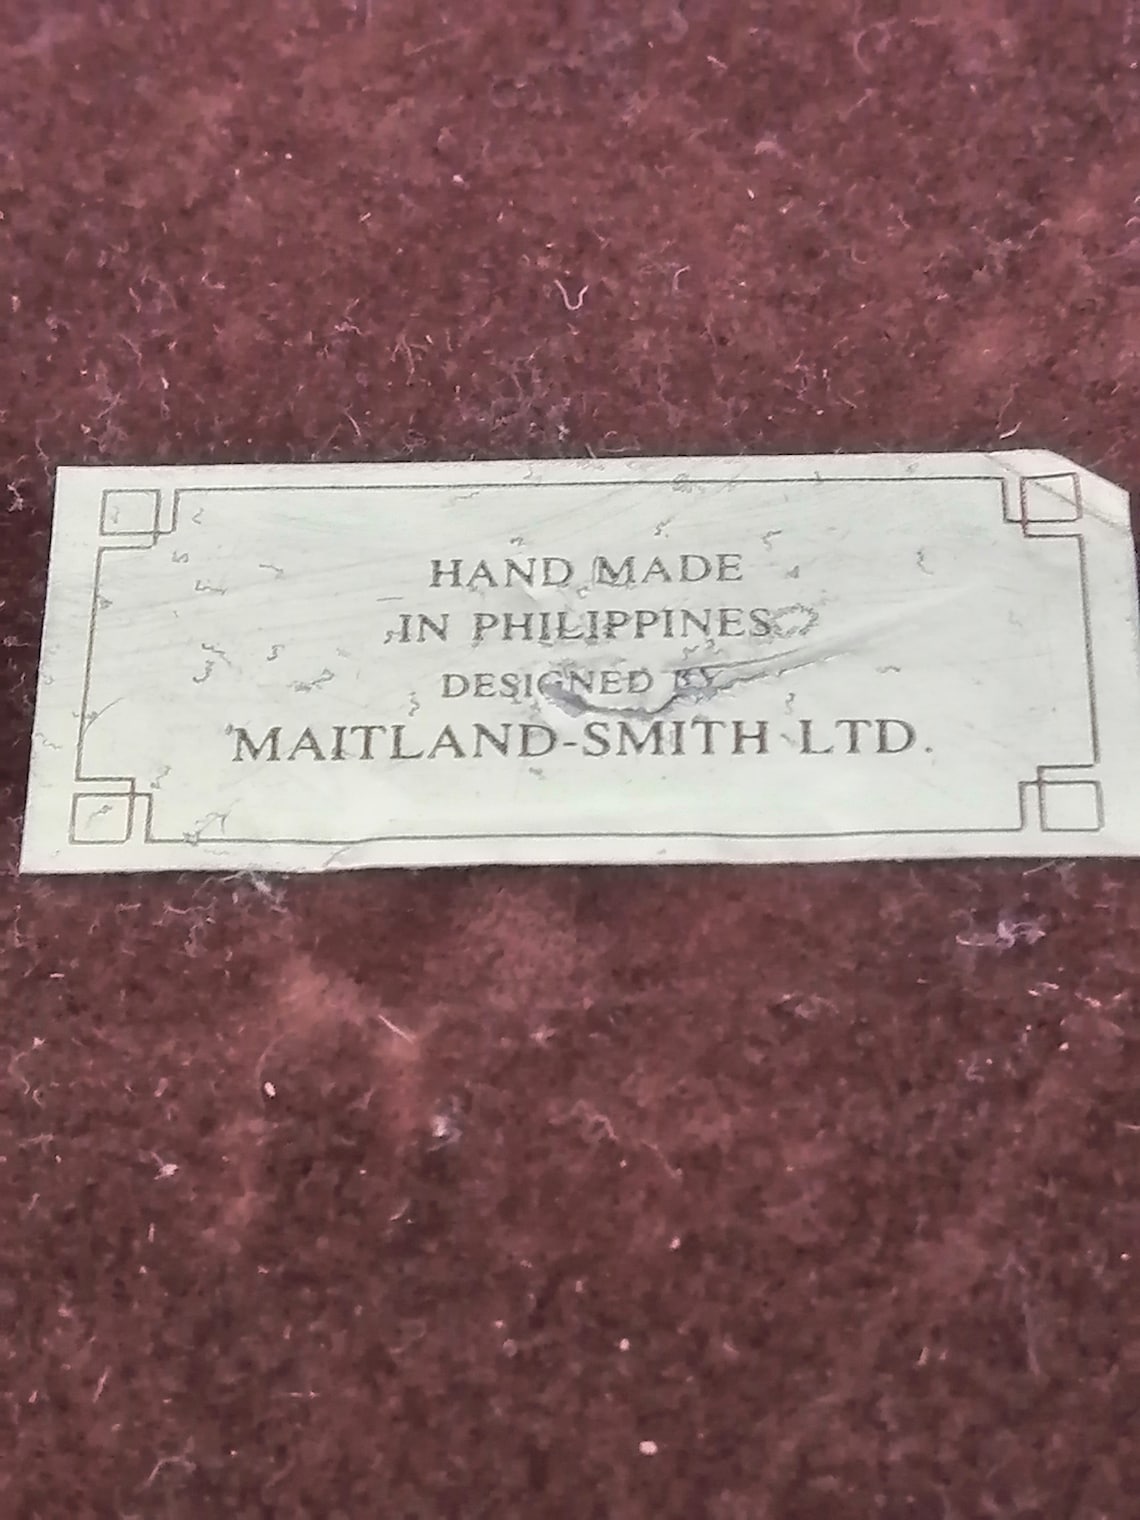 HAND MADE
IN PHILIPPINES
DESIGNED BY
MAITLAND-SMITH LTD.